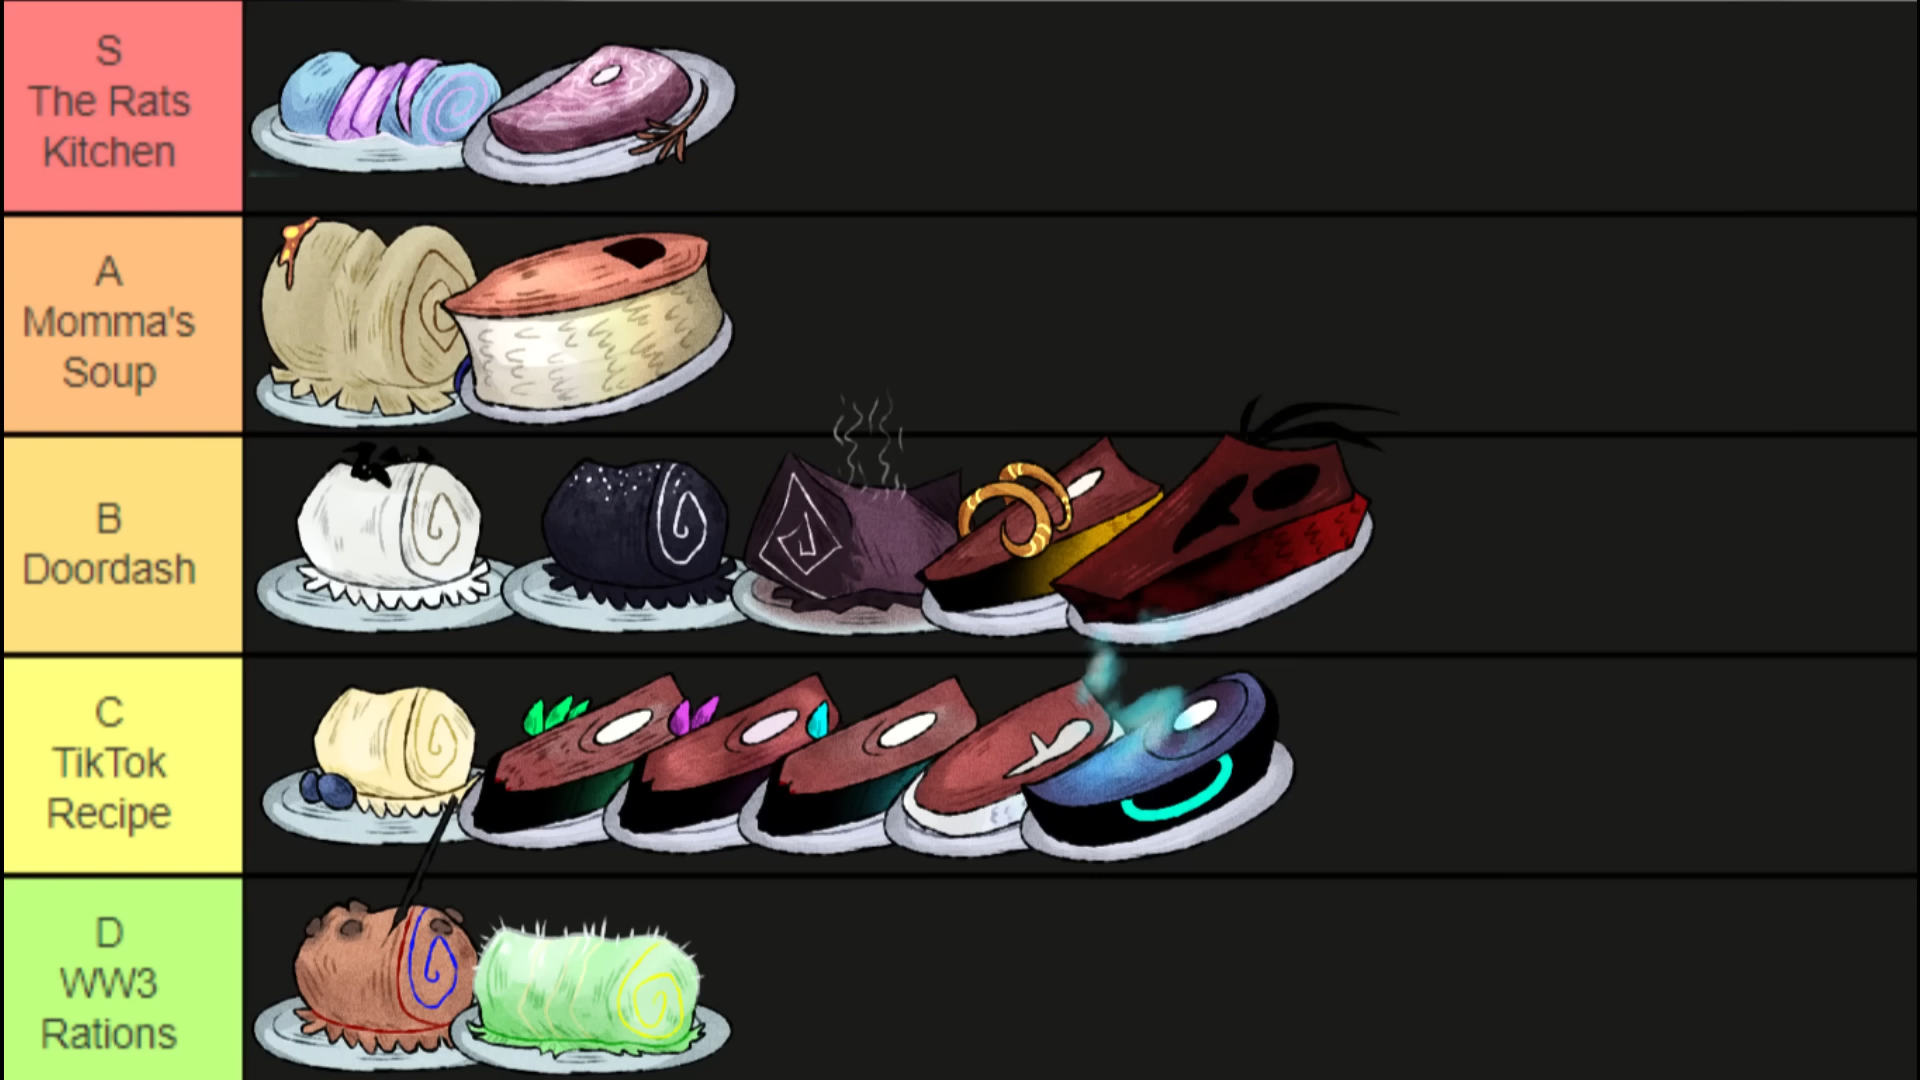 S
The Rats
Kitchen
A
Momma's
Soup
B
Doordash
C
TikTok
Recipe
D
WW3
Rations